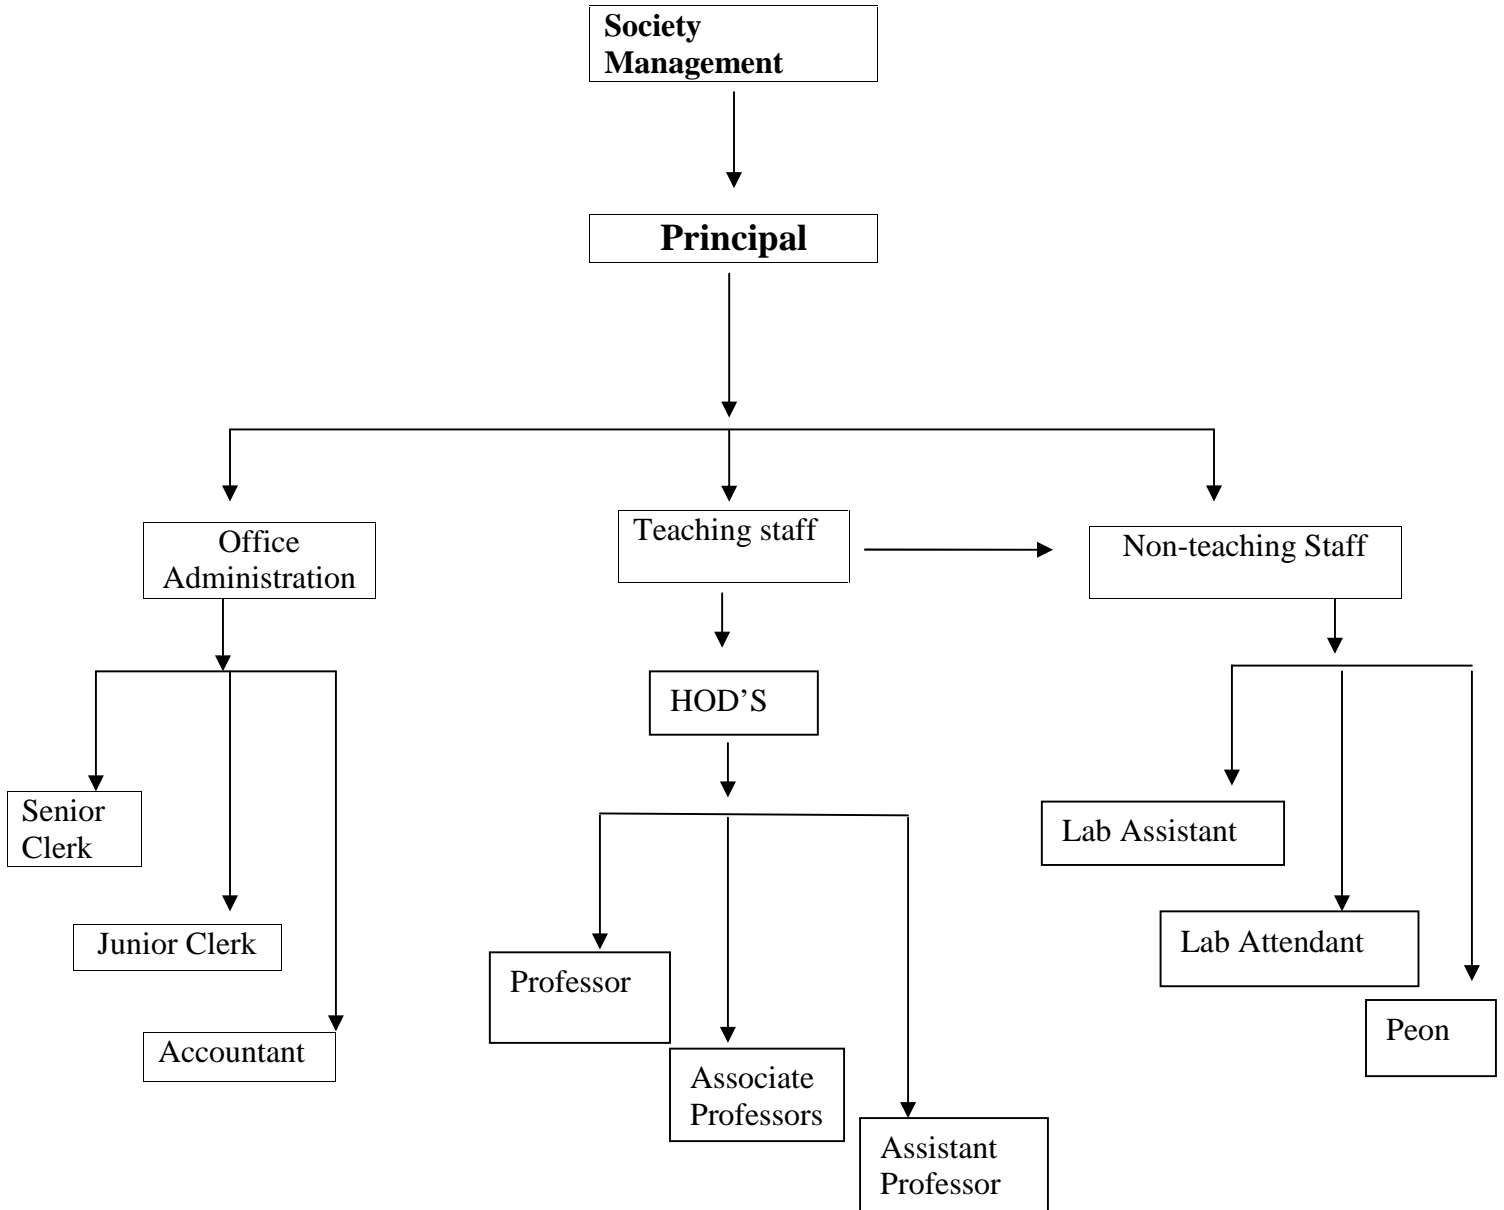 Society
Management
Principal
Office
Administration
Teaching staff
Non-teaching Staff
HOD’S
Senior
Clerk
Lab Assistant
Junior Clerk
Lab Attendant
Professor
Peon
Accountant
Associate
Professors
Assistant
Professor